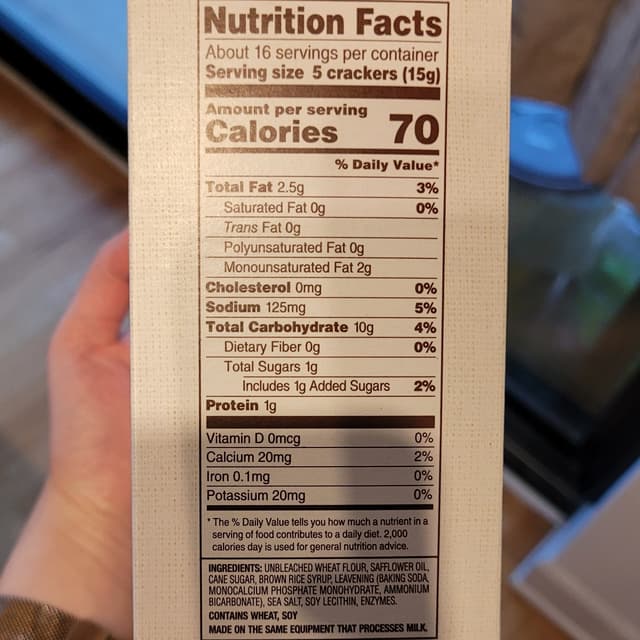 Nutrition Facts
About 16 servings per container
Serving size 5 crackers (15g)
Amount per serving
Calories 70
% Daily Value*
Total Fat 2.5g 3%
Saturated Fat 0g 0%
Trans Fat 0g
Polyunsaturated Fat 0g
Monounsaturated Fat 2g
Cholesterol 0mg 0%
Sodium 125mg 5%
Total Carbohydrate 10g 4%
Dietary Fiber 0g 0%
Total Sugars 1g
Includes 1g Added Sugars 2%
Protein 1g
Vitamin D 0mcg 0%
Calcium 20mg 2%
Iron 0.1mg 0%
Potassium 20mg 0%
* The % Daily Value tells you how much a nutrient in a
serving of food contributes to a daily diet. 2,000
calories day is used for general nutrition advice.
INGREDIENTS: UNBLEACHED WHEAT FLOUR, SAFFLOWER OIL,
CANE SUGAR, BROWN RICE SYRUP, LEAVENING (BAKING SODA,
MONOCALCIUM PHOSPHATE MONOHYDRATE, AMMONIUM
BICARBONATE), SEA SALT, SOY LECITHIN, ENZYMES.
CONTAINS WHEAT, SOY
MADE ON THE SAME EQUIPMENT THAT PROCESSES MILK.